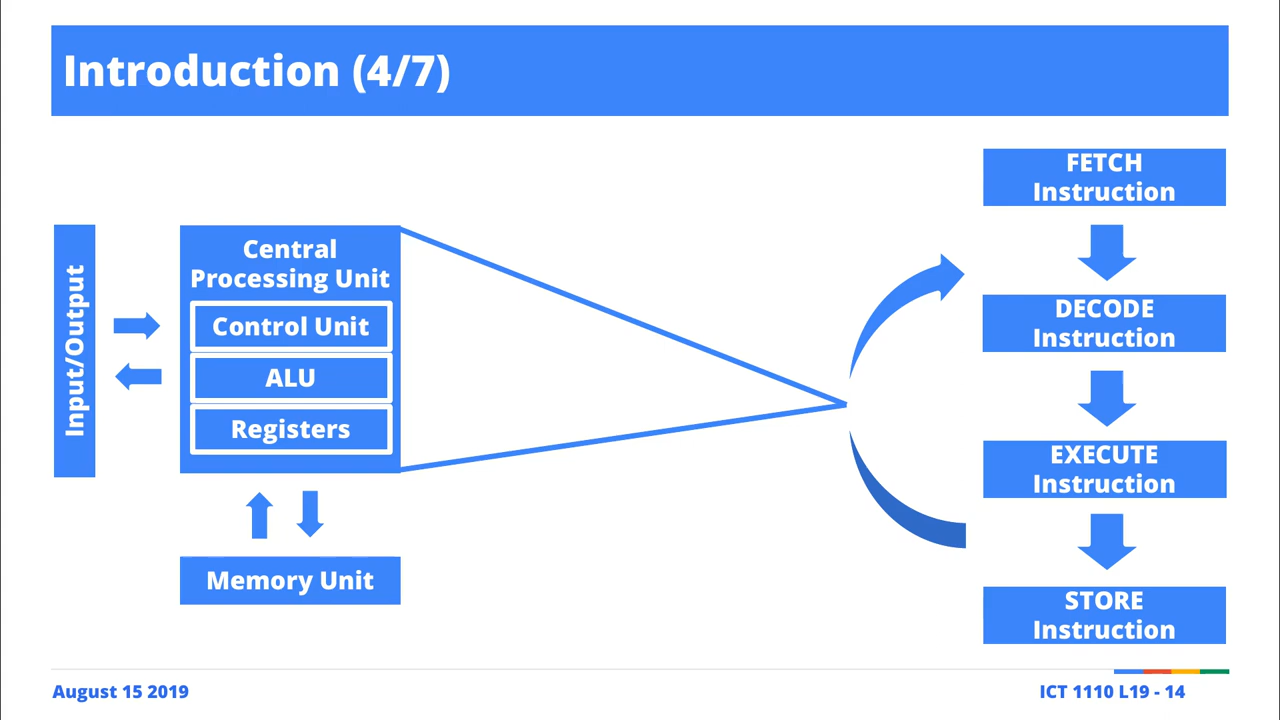 Introduction (4/7)
Input/Output
Central
Processing Unit
Control Unit
ALU
Registers
Memory Unit
FETCH
Instruction
DECODE
Instruction
EXECUTE
Instruction
STORE
Instruction
August 15 2019
ICT 1110 L19 - 14